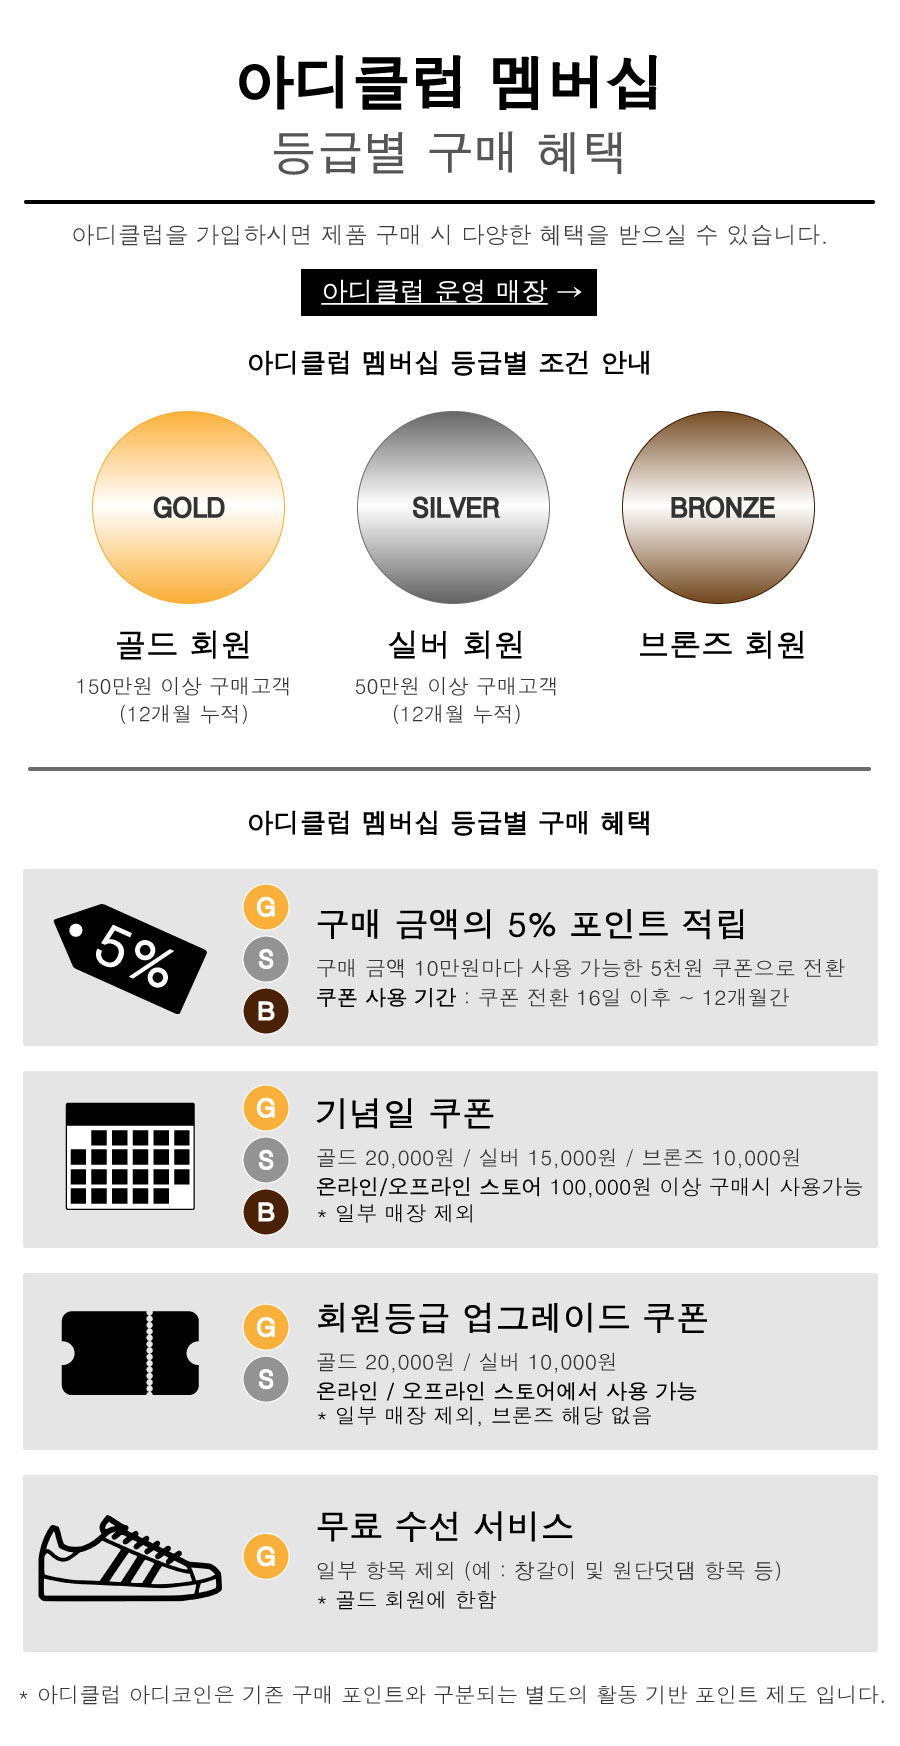 아디클럽 멤버십
등급별 구매 혜택
아디클럽을 가입하시면 제품 구매 시 다양한 혜택을 받으실 수 있습니다.
아디클럽 운영 매장 →
아디클럽 멤버십 등급별 조건 안내
GOLD SILVER BRONZE
골드 회원 실버 회원 브론즈 회원
150만원 이상 구매고객 50만원 이상 구매고객
(12개월 누적) (12개월 누적)
아디클럽 멤버십 등급별 구매 혜택
5%
G
S
B
구매 금액의 5% 포인트 적립
구매 금액 10만원마다 사용 가능한 5천원 쿠폰으로 전환
쿠폰 사용 기간 : 쿠폰 전환 16일 이후 ~ 12개월간
G
S
B
기념일 쿠폰
골드 20,000원 / 실버 15,000원 / 브론즈 10,000원
온라인/오프라인 스토어 100,000원 이상 구매시 사용가능
* 일부 매장 제외
G
S
회원등급 업그레이드 쿠폰
골드 20,000원 / 실버 10,000원
온라인 / 오프라인 스토어에서 사용 가능
* 일부 매장 제외, 브론즈 해당 없음
G
무료 수선 서비스
일부 항목 제외 (예 : 창갈이 및 원단덧댐 항목 등)
* 골드 회원에 한함
* 아디클럽 아디코인은 기존 구매 포인트와 구분되는 별도의 활동 기반 포인트 제도 입니다.